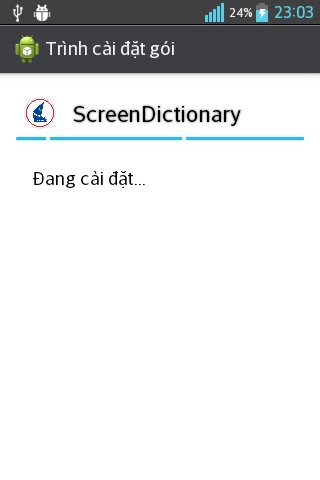 24% 23:03
Trình cài đặt gói
ScreenDictionary
Đang cài đặt...